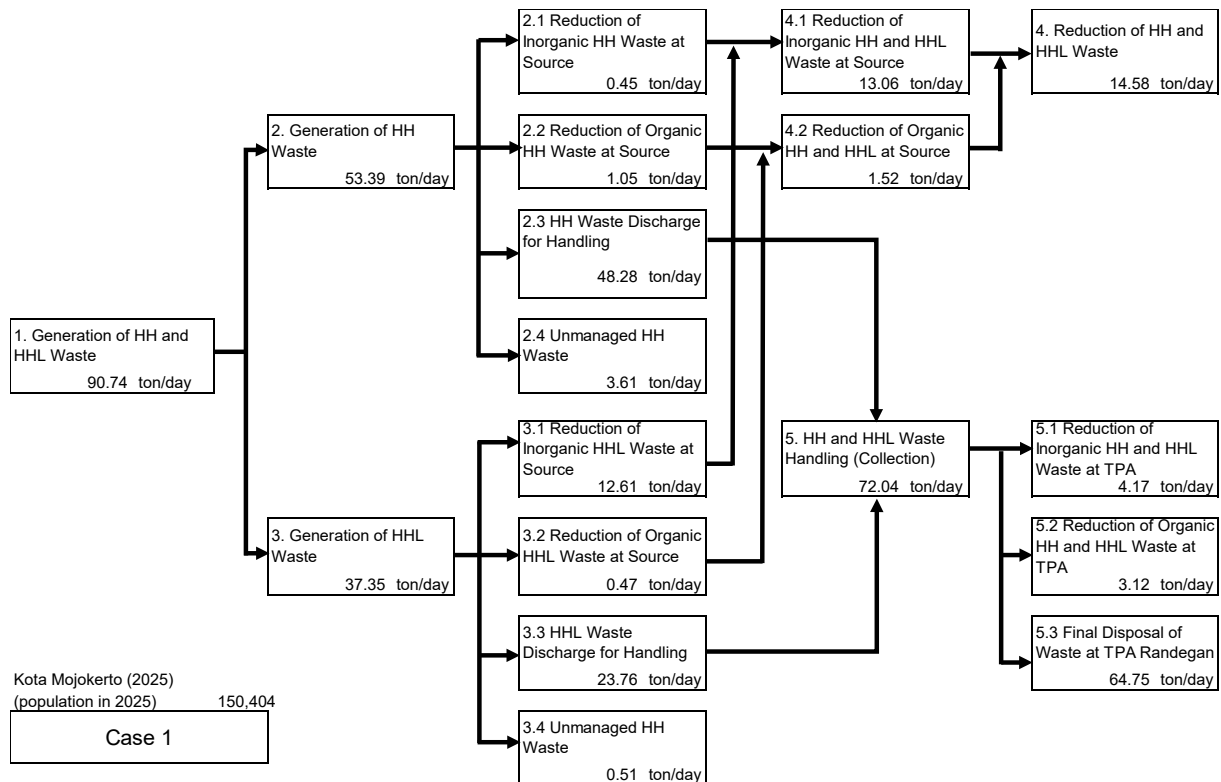 2.1 Reduction of
Inorganic HH Waste at
Source
0.45 ton/day
4.1 Reduction of
Inorganic HH and HHL
Waste at Source
13.06 ton/day
4. Reduction of HH and
HHL Waste
14.58 ton/day
2. Generation of HH
Waste
53.39 ton/day
2.2 Reduction of Organic
HH Waste at Source
1.05 ton/day
4.2 Reduction of Organic
HH and HHL at Source
1.52 ton/day
2.3 HH Waste Discharge
for Handling
48.28 ton/day
1. Generation of HH and
HHL Waste
90.74 ton/day
2.4 Unmanaged HH
Waste
3.61 ton/day
3.1 Reduction of
Inorganic HHL Waste at
Source
12.61 ton/day
5. HH and HHL Waste
Handling (Collection)
72.04 ton/day
5.1 Reduction of
Inorganic HH and HHL
Waste at TPA
4.17 ton/day
3. Generation of HHL
Waste
37.35 ton/day
3.2 Reduction of Organic
HHL Waste at Source
0.47 ton/day
5.2 Reduction of Organic
HH and HHL Waste at
TPA
3.12 ton/day
3.3 HHL Waste
Discharge for Handling
23.76 ton/day
5.3 Final Disposal of
Waste at TPA Randegan
64.75 ton/day
Kota Mojokerto (2025)
(population in 2025) 150,404
Case 1
3.4 Unmanaged HH
Waste
0.51 ton/day